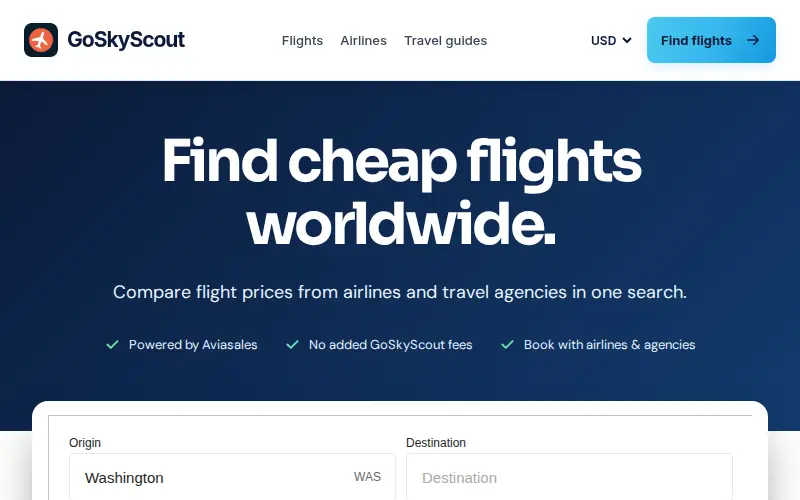 GoSkyScout
Flights Airlines Travel guides
USD
Find flights
Find cheap flights
worldwide.
Compare flight prices from airlines and travel agencies in one search.
Powered by Aviasales
No added GoSkyScout fees
Book with airlines & agencies
Origin
Destination
Washington WAS
Destination